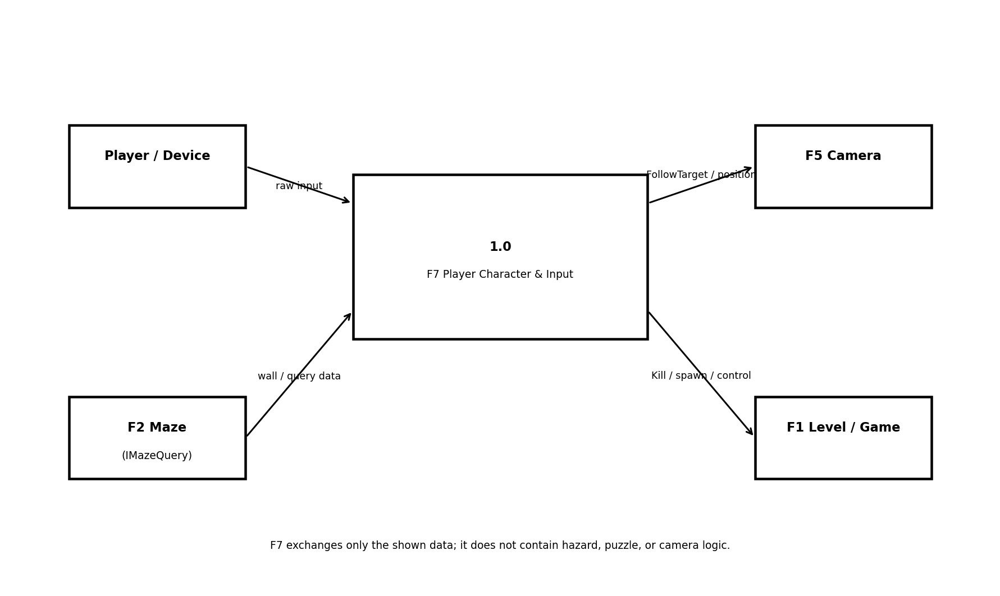 Player / Device
F5 Camera
raw input
FollowTarget / position
1.0
F7 Player Character & Input
wall / query data
Kill / spawn / control
F2 Maze
(IMazeQuery)
F1 Level / Game
F7 exchanges only the shown data; it does not contain hazard, puzzle, or camera logic.